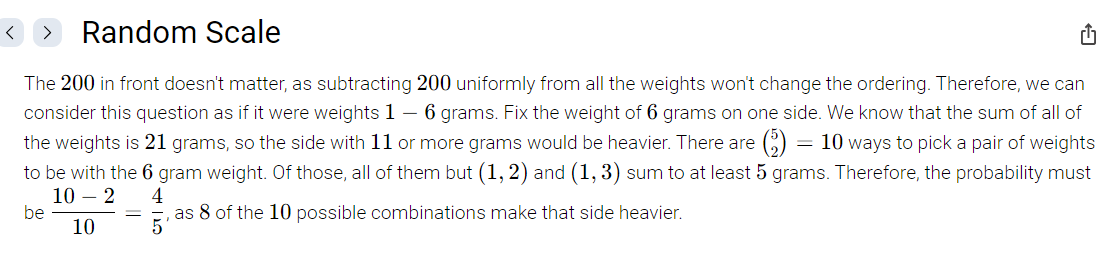 Random Scale
The 200 in front doesn't matter, as subtracting 200 uniformly from all the weights won't change the ordering. Therefore, we can
consider this question as if it were weights 1 − 6 grams. Fix the weight of 6 grams on one side. We know that the sum of all of
the weights is 21 grams, so the side with 11 or more grams would be heavier. There are \binom{5}{2} = 10 ways to pick a pair of weights
to be with the 6 gram weight. Of those, all of them but (1, 2) and (1, 3) sum to at least 5 grams. Therefore, the probability must
be \frac{10 − 2}{10} = \frac{4}{5}, as 8 of the 10 possible combinations make that side heavier.